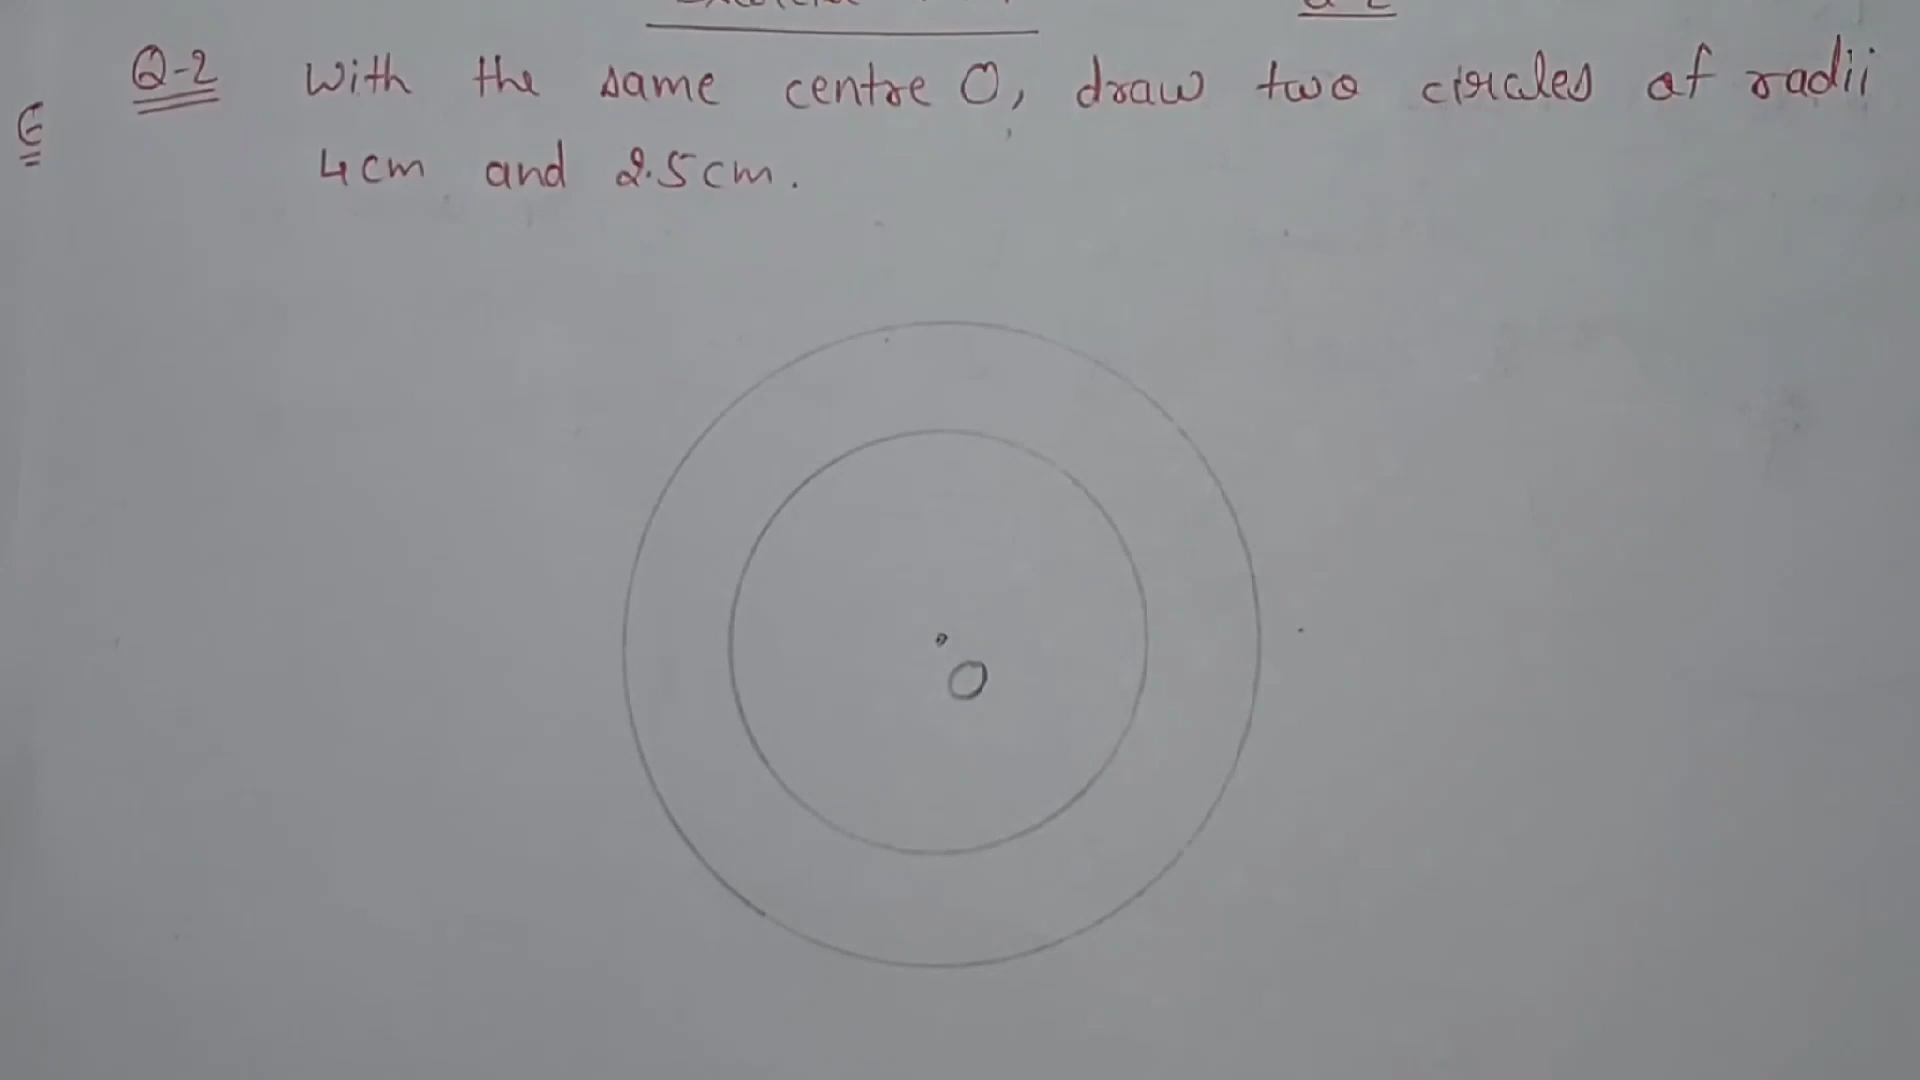 Q-2 With the same centre O, draw two circles of radii
4cm and 2.5cm.
O